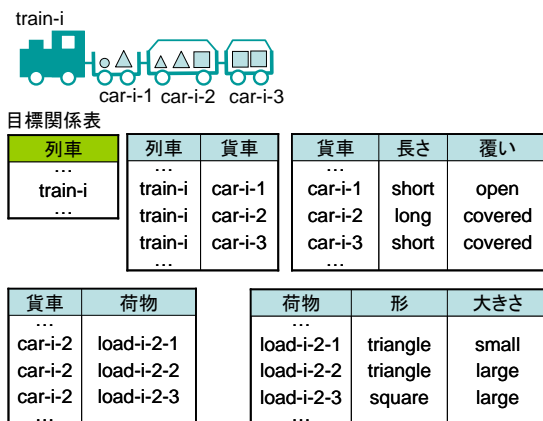 train-i
car-i-1 car-i-2 car-i-3
目標関係表
列車
…
train-i
…
列車 貨車
…
train-i car-i-1
train-i car-i-2
train-i car-i-3
…
貨車 長さ 覆い
…
car-i-1 short open
car-i-2 long covered
car-i-3 short covered
…
貨車 荷物
…
car-i-2 load-i-2-1
car-i-2 load-i-2-2
car-i-2 load-i-2-3
…
荷物 形 大きさ
…
load-i-2-1 triangle small
load-i-2-2 triangle large
load-i-2-3 square large
…